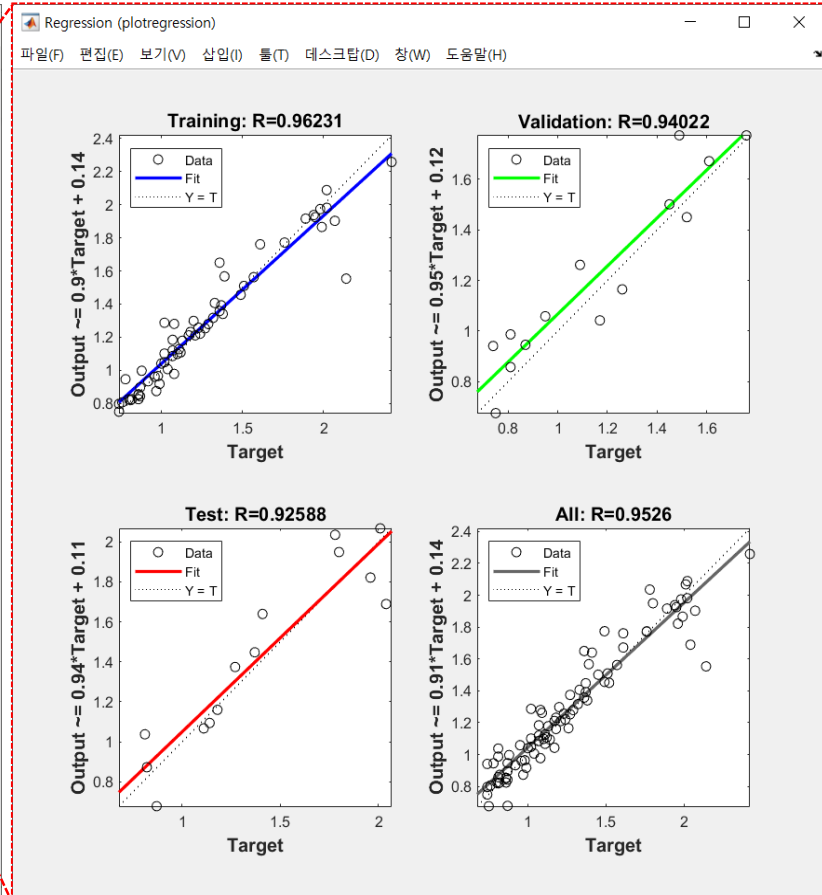 Regression (plotregression)
파일(F) 편집(E) 보기(V) 삽입(I) 툴(T) 데스크탑(D) 창(W) 도움말(H)
Training: R=0.96231
Output ~= 0.9*Target + 0.14
2.4
2.2
2
1.8
1.6
1.4
1.2
1
0.8
Data
Fit
Y = T
1 1.5 2
Target
Validation: R=0.94022
Output ~= 0.95*Target + 0.12
1.6
1.4
1.2
1
0.8
Data
Fit
Y = T
0.8 1 1.2 1.4 1.6
Target
Test: R=0.92588
Output ~= 0.94*Target + 0.11
2
1.8
1.6
1.4
1.2
1
0.8
Data
Fit
Y = T
1 1.5 2
Target
All: R=0.9526
Output ~= 0.91*Target + 0.14
2.4
2.2
2
1.8
1.6
1.4
1.2
1
0.8
Data
Fit
Y = T
1 1.5 2
Target